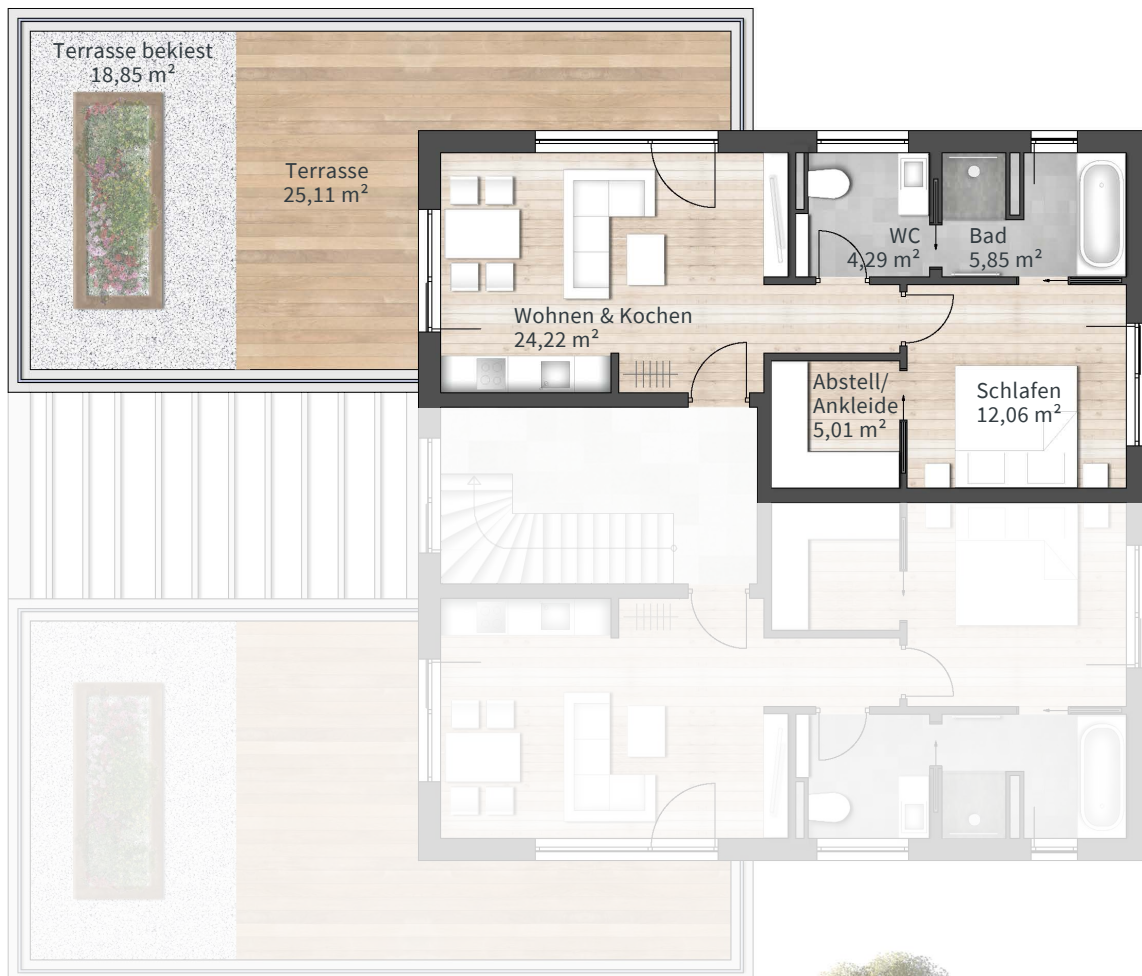 Terrasse bekiest
18,85 m²
Terrasse
25,11 m²
WC
4,29 m²
Bad
5,85 m²
Wohnen & Kochen
24,22 m²
Abstell/
Ankleide
5,01 m²
Schlafen
12,06 m²